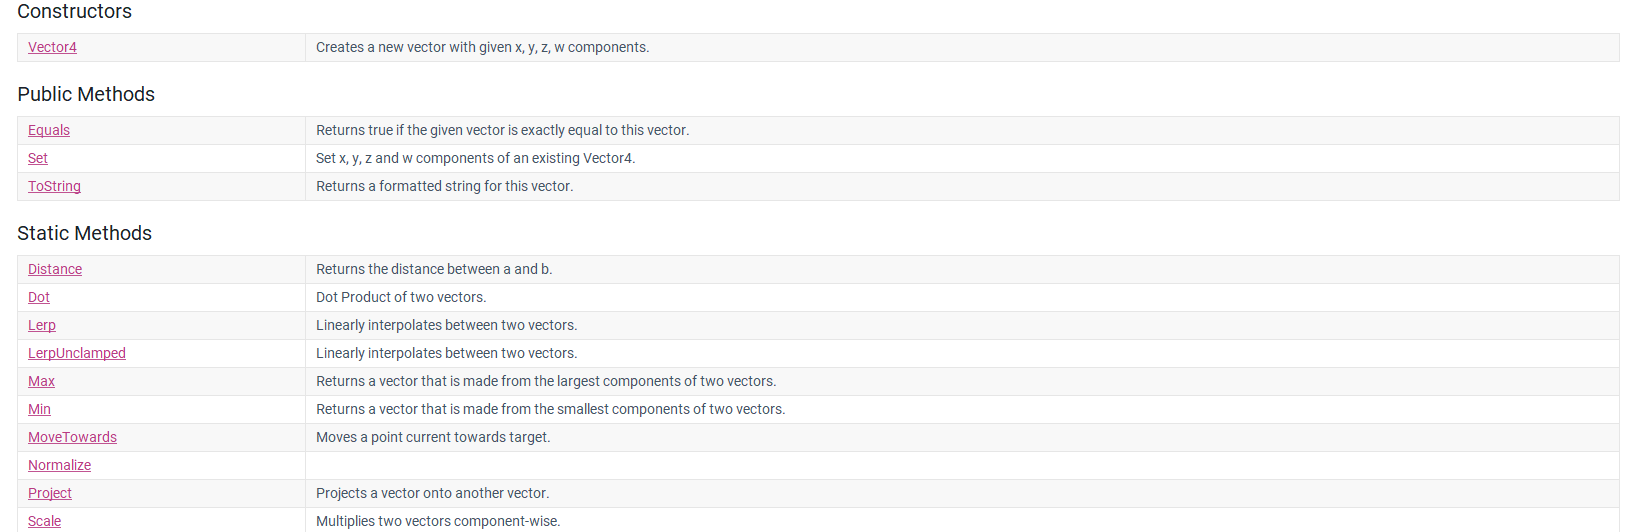 Constructors
Vector4 Creates a new vector with given x, y, z, w components.
Public Methods
Equals Returns true if the given vector is exactly equal to this vector.
Set Set x, y, z and w components of an existing Vector4.
ToString Returns a formatted string for this vector.
Static Methods
Distance Returns the distance between a and b.
Dot Dot Product of two vectors.
Lerp Linearly interpolates between two vectors.
LerpUnclamped Linearly interpolates between two vectors.
Max Returns a vector that is made from the largest components of two vectors.
Min Returns a vector that is made from the smallest components of two vectors.
MoveTowards Moves a point current towards target.
Normalize
Project Projects a vector onto another vector.
Scale Multiplies two vectors component-wise.